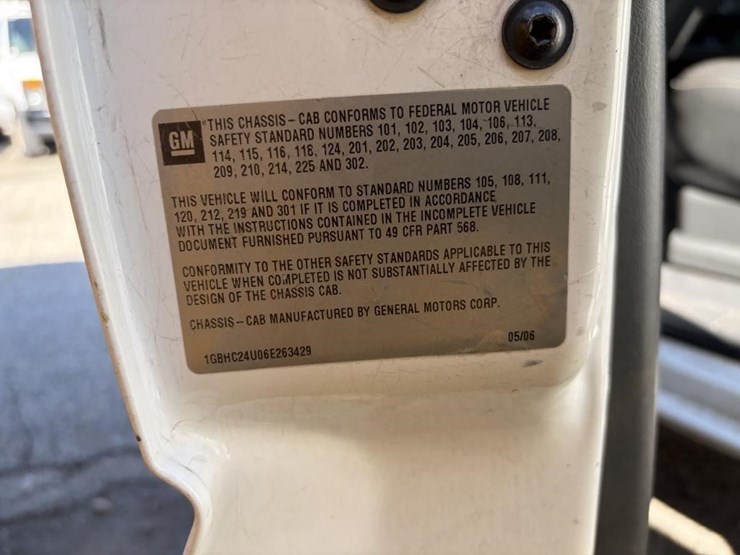 GM
"THIS CHASSIS-CAB CONFORMS TO FEDERAL MOTOR VEHICLE
SAFETY STANDARD NUMBERS 101, 102, 103, 104, 106, 113,
114, 115, 116, 118, 124, 201, 202, 203, 204, 205, 206, 207, 208,
209, 210, 214, 225 AND 302.
THIS VEHICLE WILL CONFORM TO STANDARD NUMBERS 105, 108, 111,
120, 212, 219 AND 301 IF IT IS COMPLETED IN ACCORDANCE
WITH THE INSTRUCTIONS CONTAINED IN THE INCOMPLETE VEHICLE
DOCUMENT FURNISHED PURSUANT TO 49 CFR PART 568.
CONFORMITY TO THE OTHER SAFETY STANDARDS APPLICABLE TO THIS
VEHICLE WHEN COMPLETED IS NOT SUBSTANTIALLY AFFECTED BY THE
DESIGN OF THE CHASSIS CAB.
CHASSIS-CAB MANUFACTURED BY GENERAL MOTORS CORP.
05/06
1GBHC24U06E263429